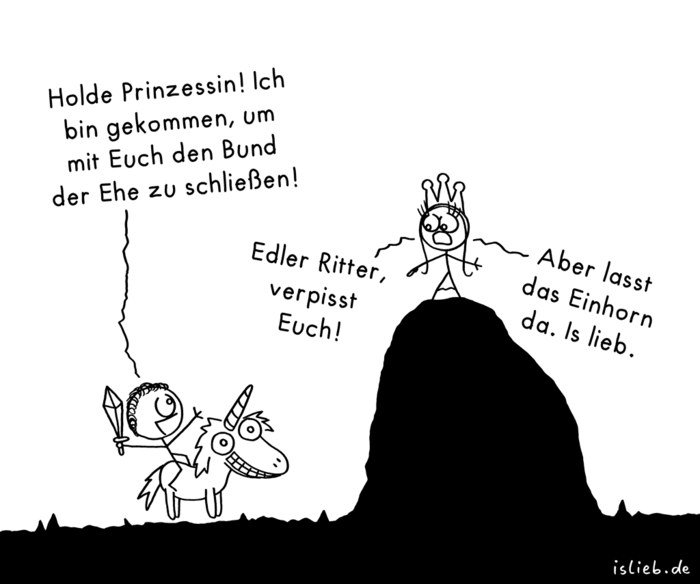 Holde Prinzessin! Ich
bin gekommen, um
mit Euch den Bund
der Ehe zu schließen!
Edler Ritter,
verpisst
Euch!
Aber lasst
das Einhorn
da. Is lieb.
islieb.de